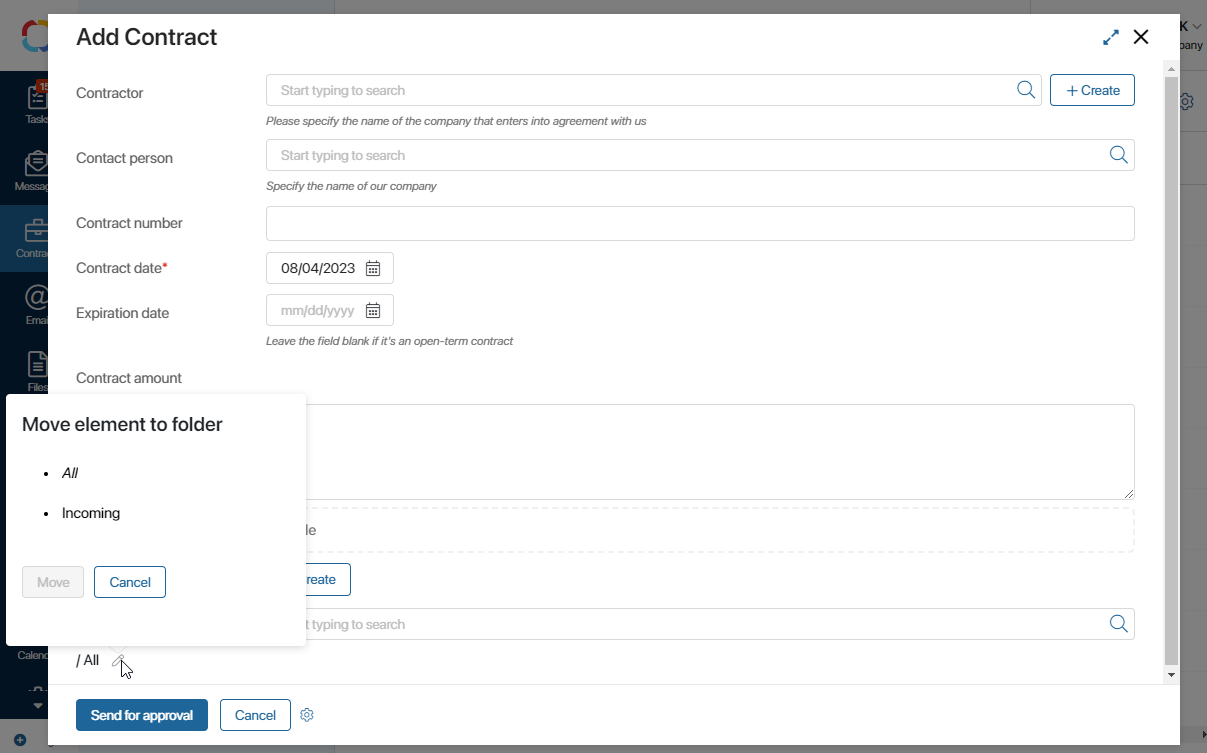 Add Contract
K
pany
15
Tasks
Messag
Contrac
Emai
Files
Calend
Contractor
Start typing to search
+ Create
Please specify the name of the company that enters into agreement with us
Contact person
Start typing to search
Specify the name of our company
Contract number
Contract date*
08/04/2023
Expiration date
mm/dd/yyyy
Leave the field blank if it's an open-term contract
Contract amount
Move element to folder
• All
• Incoming
Move
Cancel
le
reate
t typing to search
/ All
Send for approval
Cancel